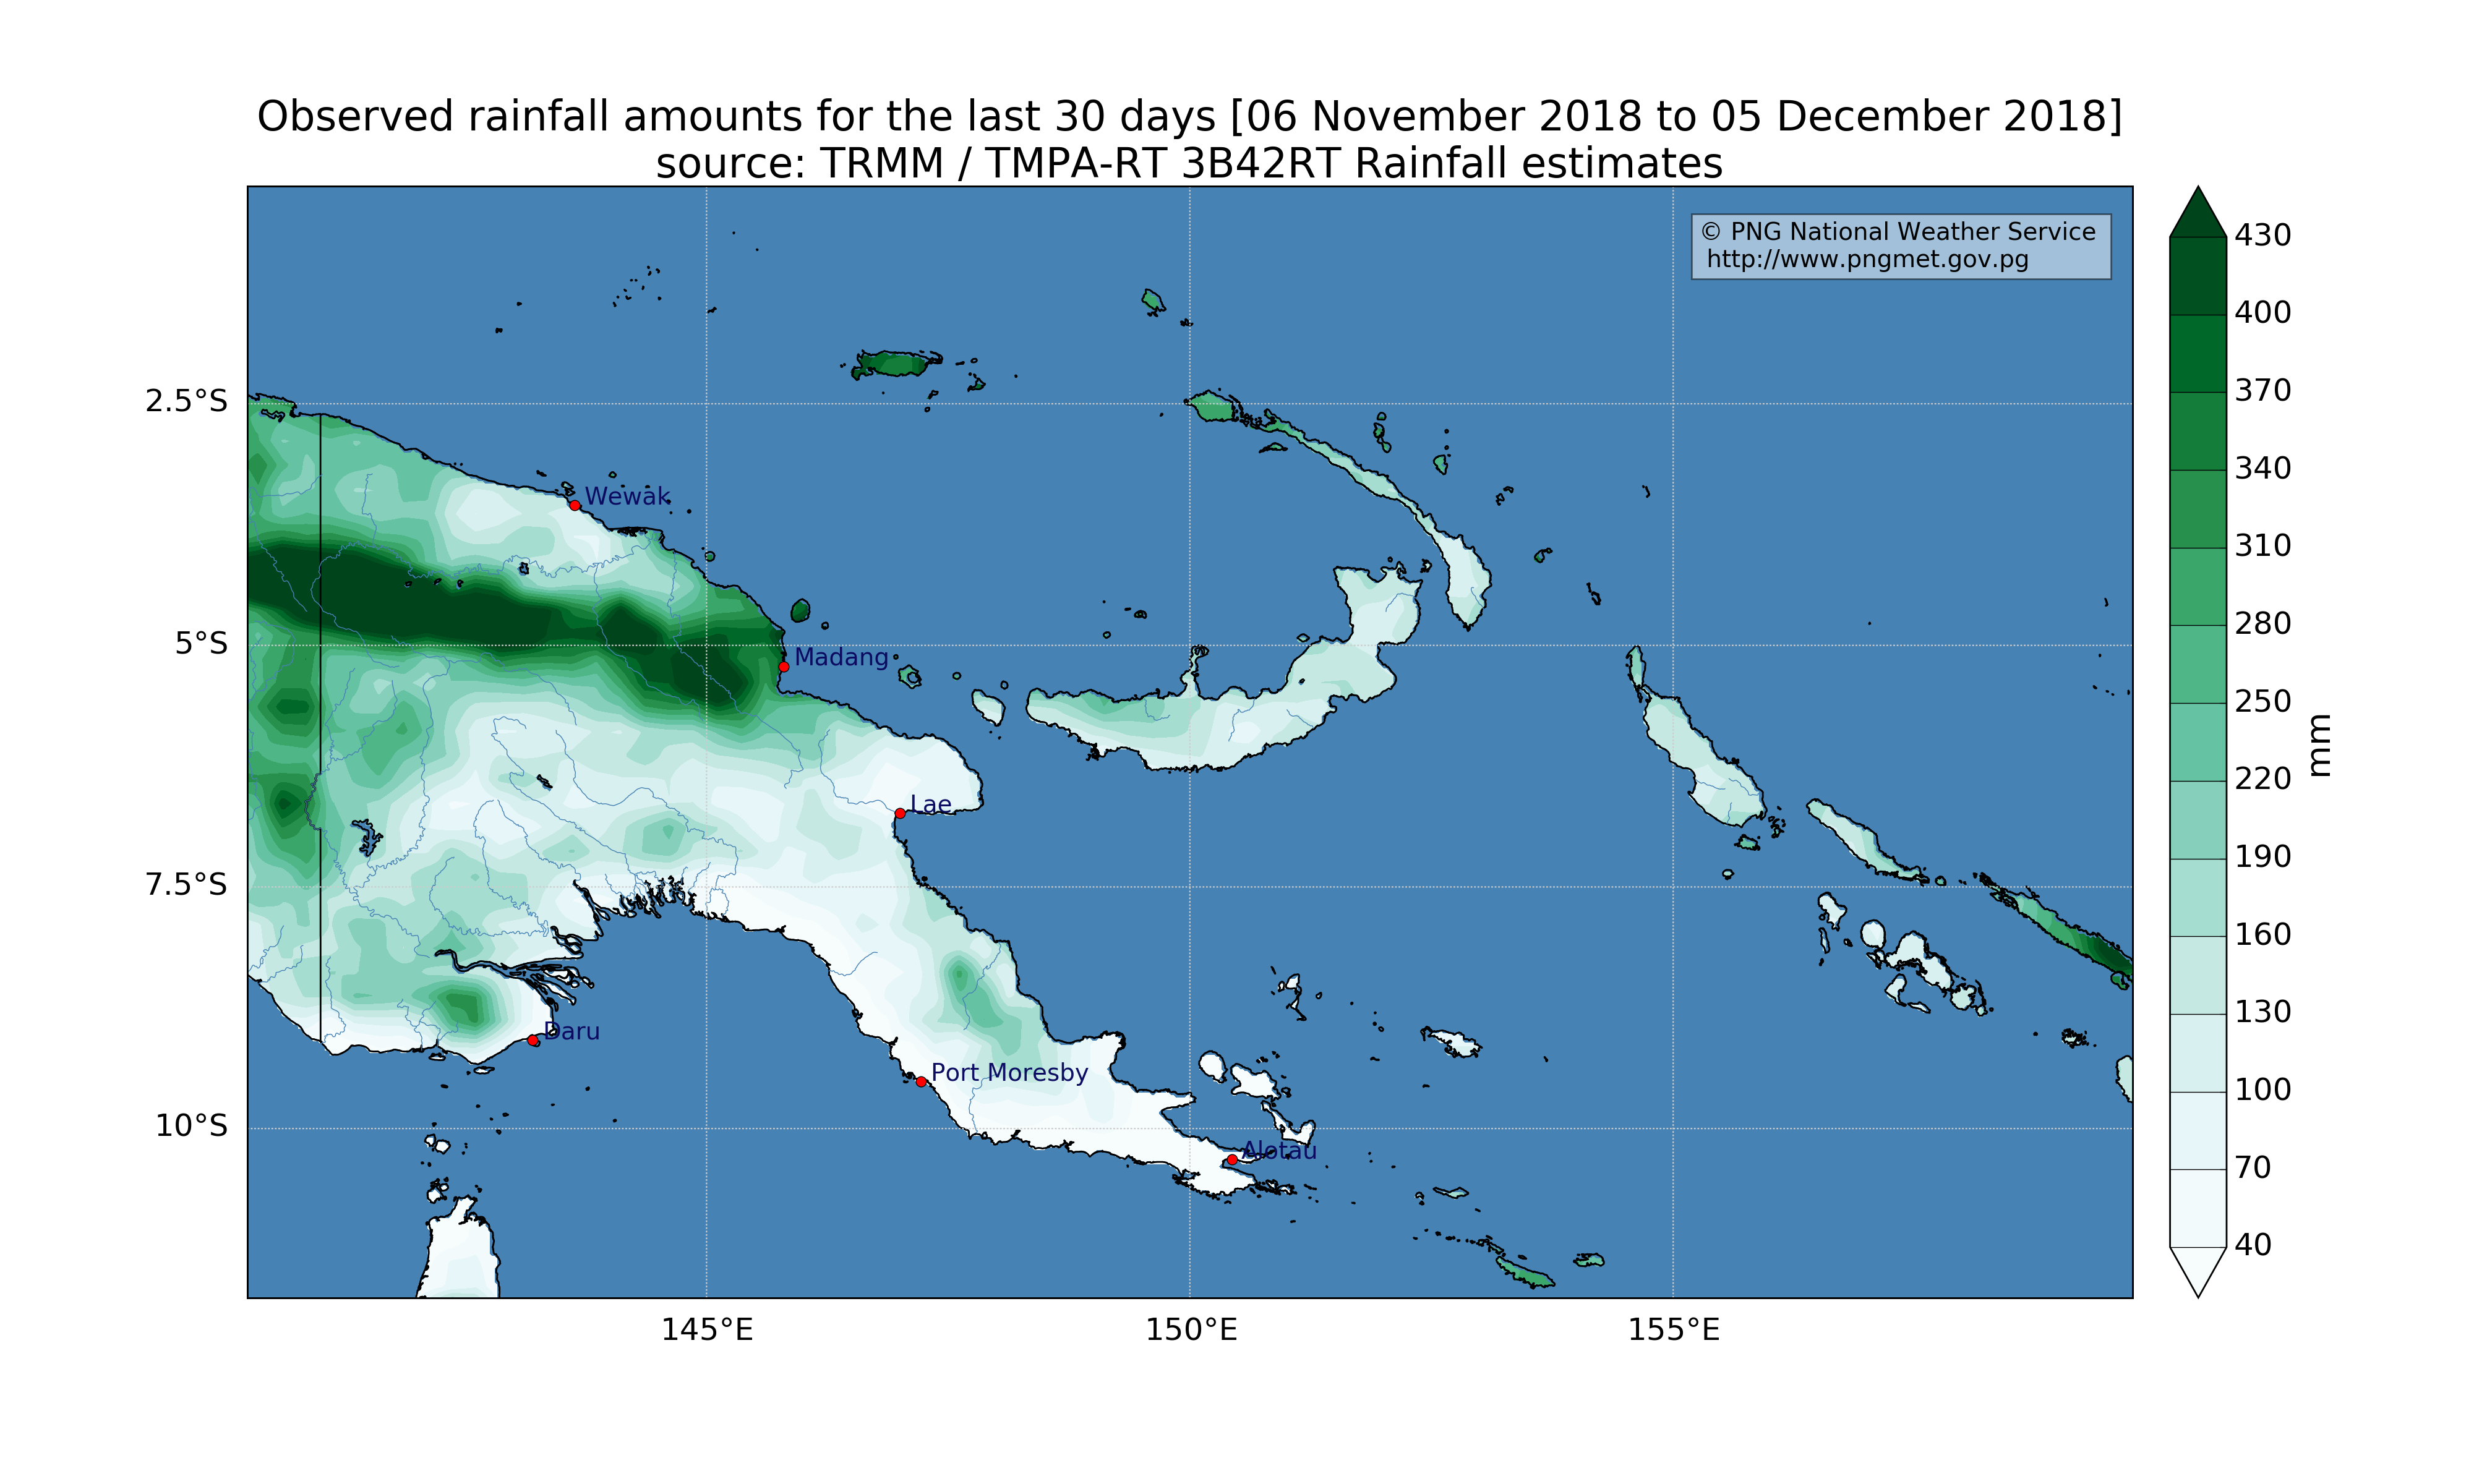 Observed rainfall amounts for the last 30 days [06 November 2018 to 05 December 2018]
source: TRMM / TMPA-RT 3B42RT Rainfall estimates
© PNG National Weather Service
http://www.pngmet.gov.pg
430
400
370
340
310
280
250
220
190
160
130
100
70
40
mm
2.5°S
5°S
7.5°S
10°S
Wewak
Madang
Lae
Daru
Port Moresby
Alotau
145°E
150°E
155°E